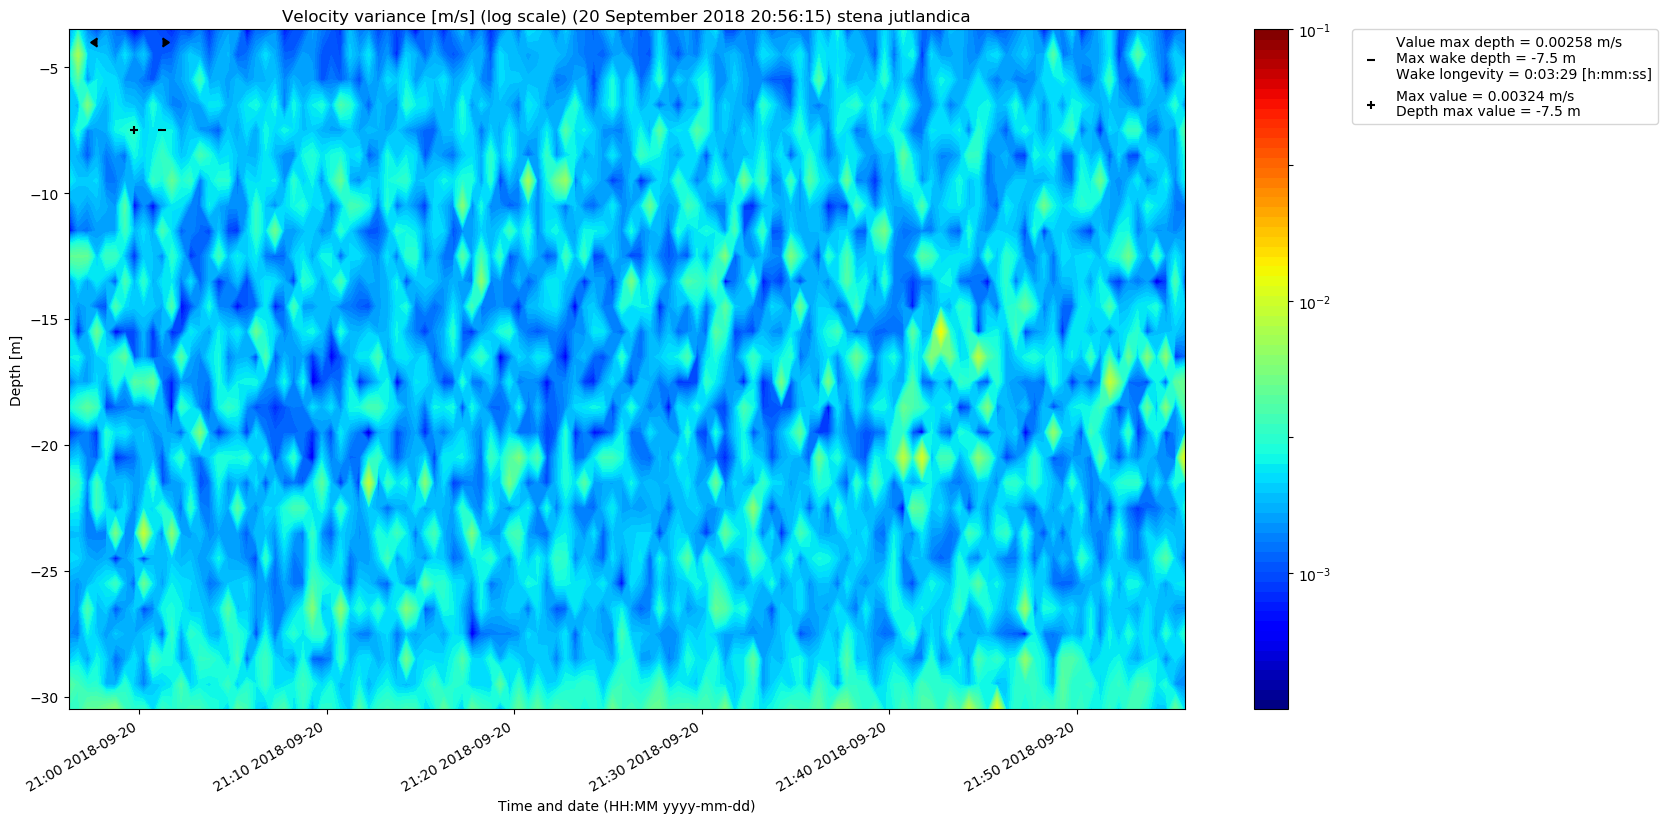 Velocity variance [m/s] (log scale) (20 September 2018 20:56:15) stena jutlandica
Value max depth = 0.00258 m/s
Max wake depth = -7.5 m
Wake longevity = 0:03:29 [h:mm:ss]
Max value = 0.00324 m/s
Depth max value = -7.5 m
Depth [m]
−5
−10
−15
−20
−25
−30
10⁻¹
10⁻²
10⁻³
21:00 2018-09-20
21:10 2018-09-20
21:20 2018-09-20
21:30 2018-09-20
21:40 2018-09-20
21:50 2018-09-20
Time and date (HH:MM yyyy-mm-dd)